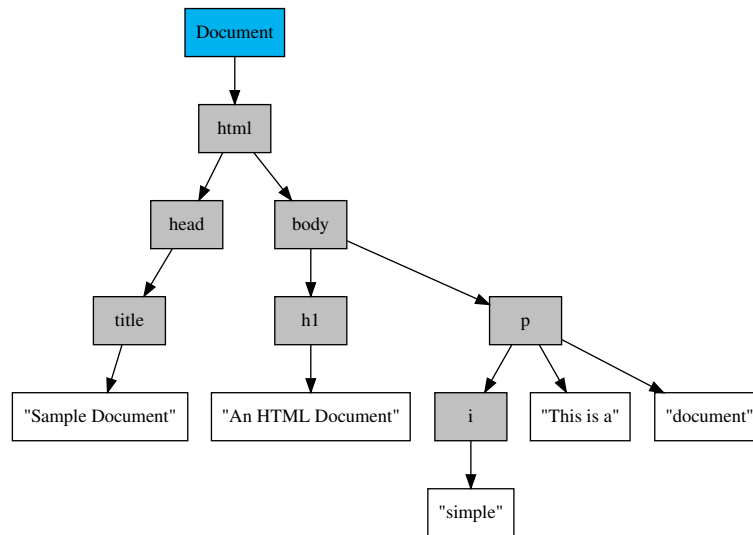 Document
html
head
body
title
h1
p
"Sample Document"
"An HTML Document"
i
"This is a"
"document"
"simple"